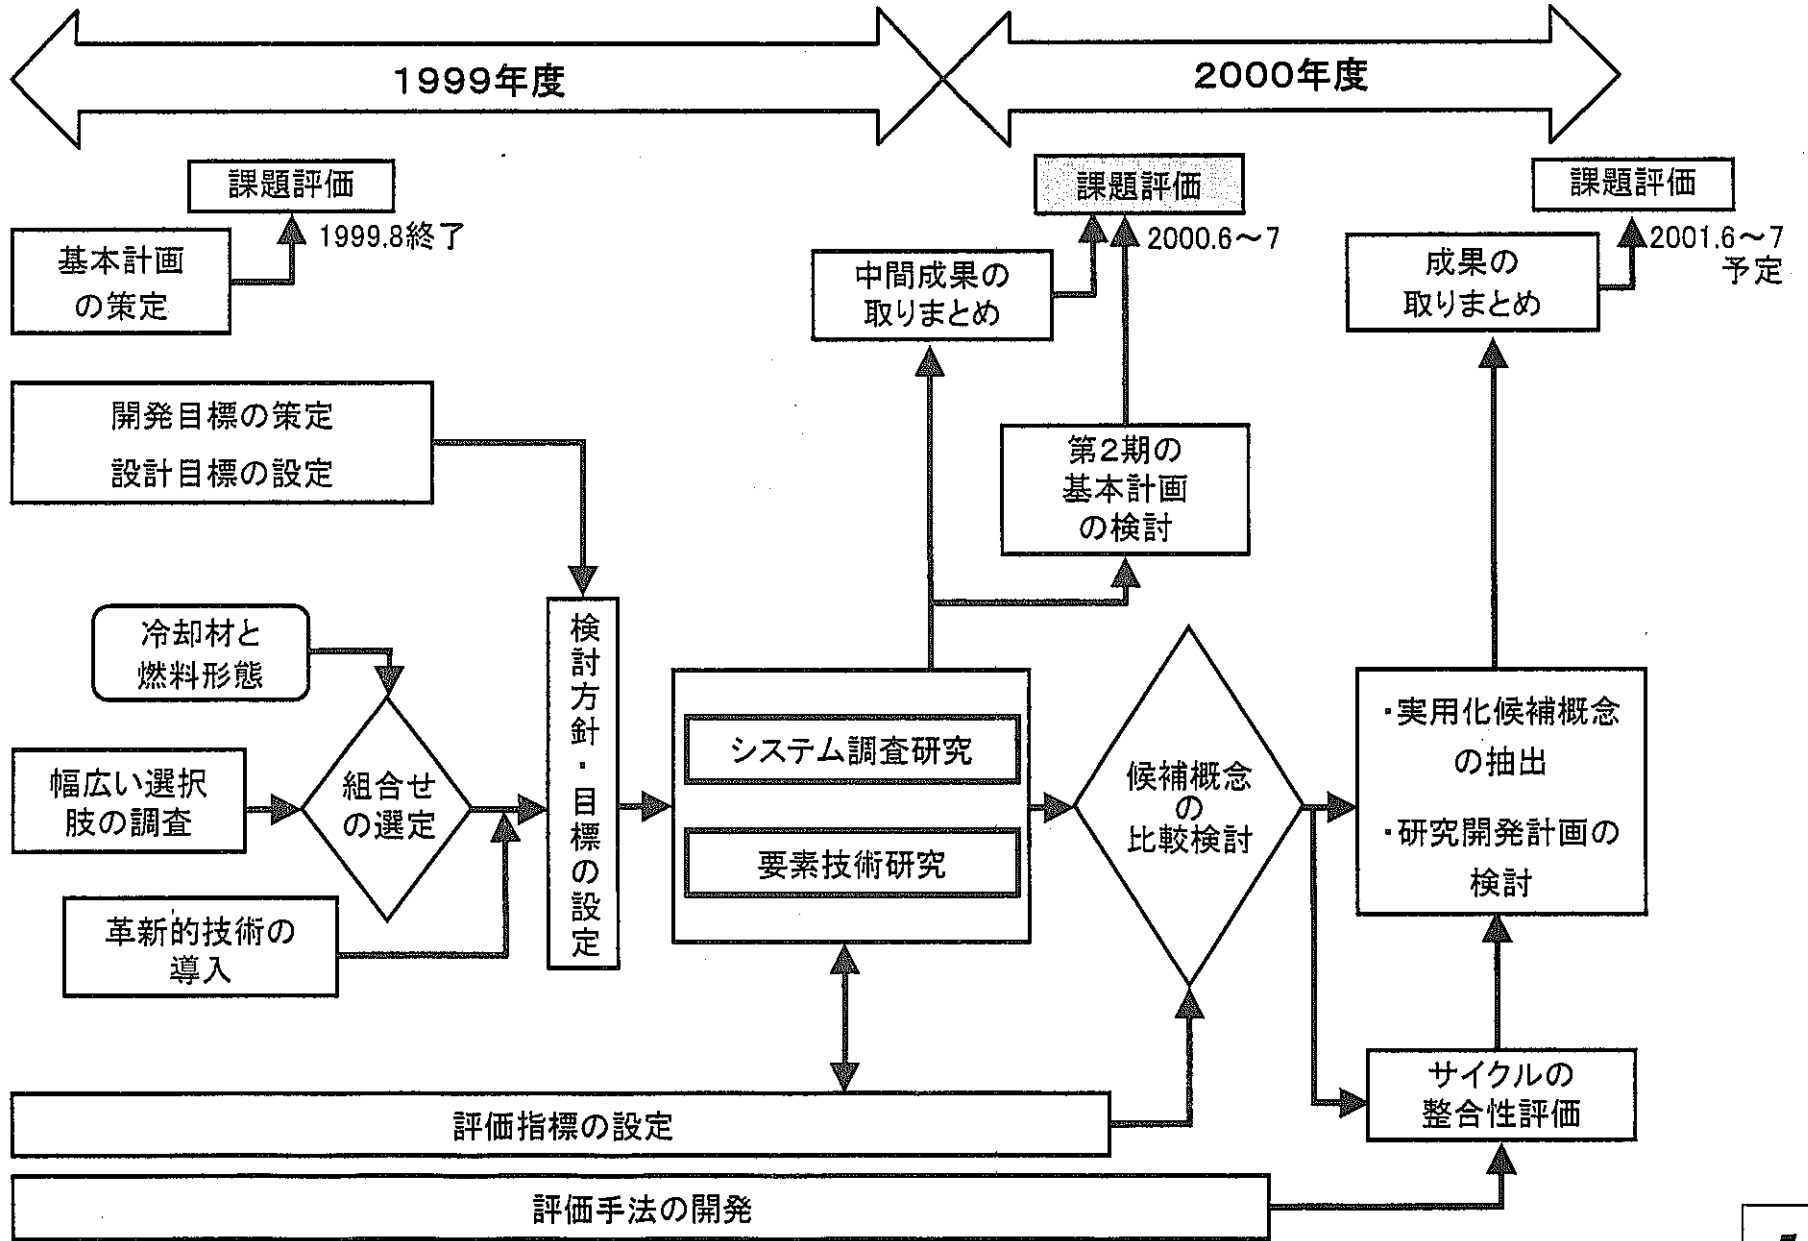 1999年度
2000年度
課題評価
1999.8終了
基本計画
の策定
課題評価
2000.6～7
中間成果の
取りまとめ
課題評価
2001.6～7
予定
成果の
取りまとめ
開発目標の策定
設計目標の設定
第2期の
基本計画
の検討
冷却材と
燃料形態
幅広い選択
肢の調査
組合せ
の選定
革新的技術の
導入
検討方針・目標の設定
システム調査研究
要素技術研究
候補概念
の
比較検討
・実用化候補概念
の抽出
・研究開発計画の
検討
サイクルの
整合性評価
評価指標の設定
評価手法の開発